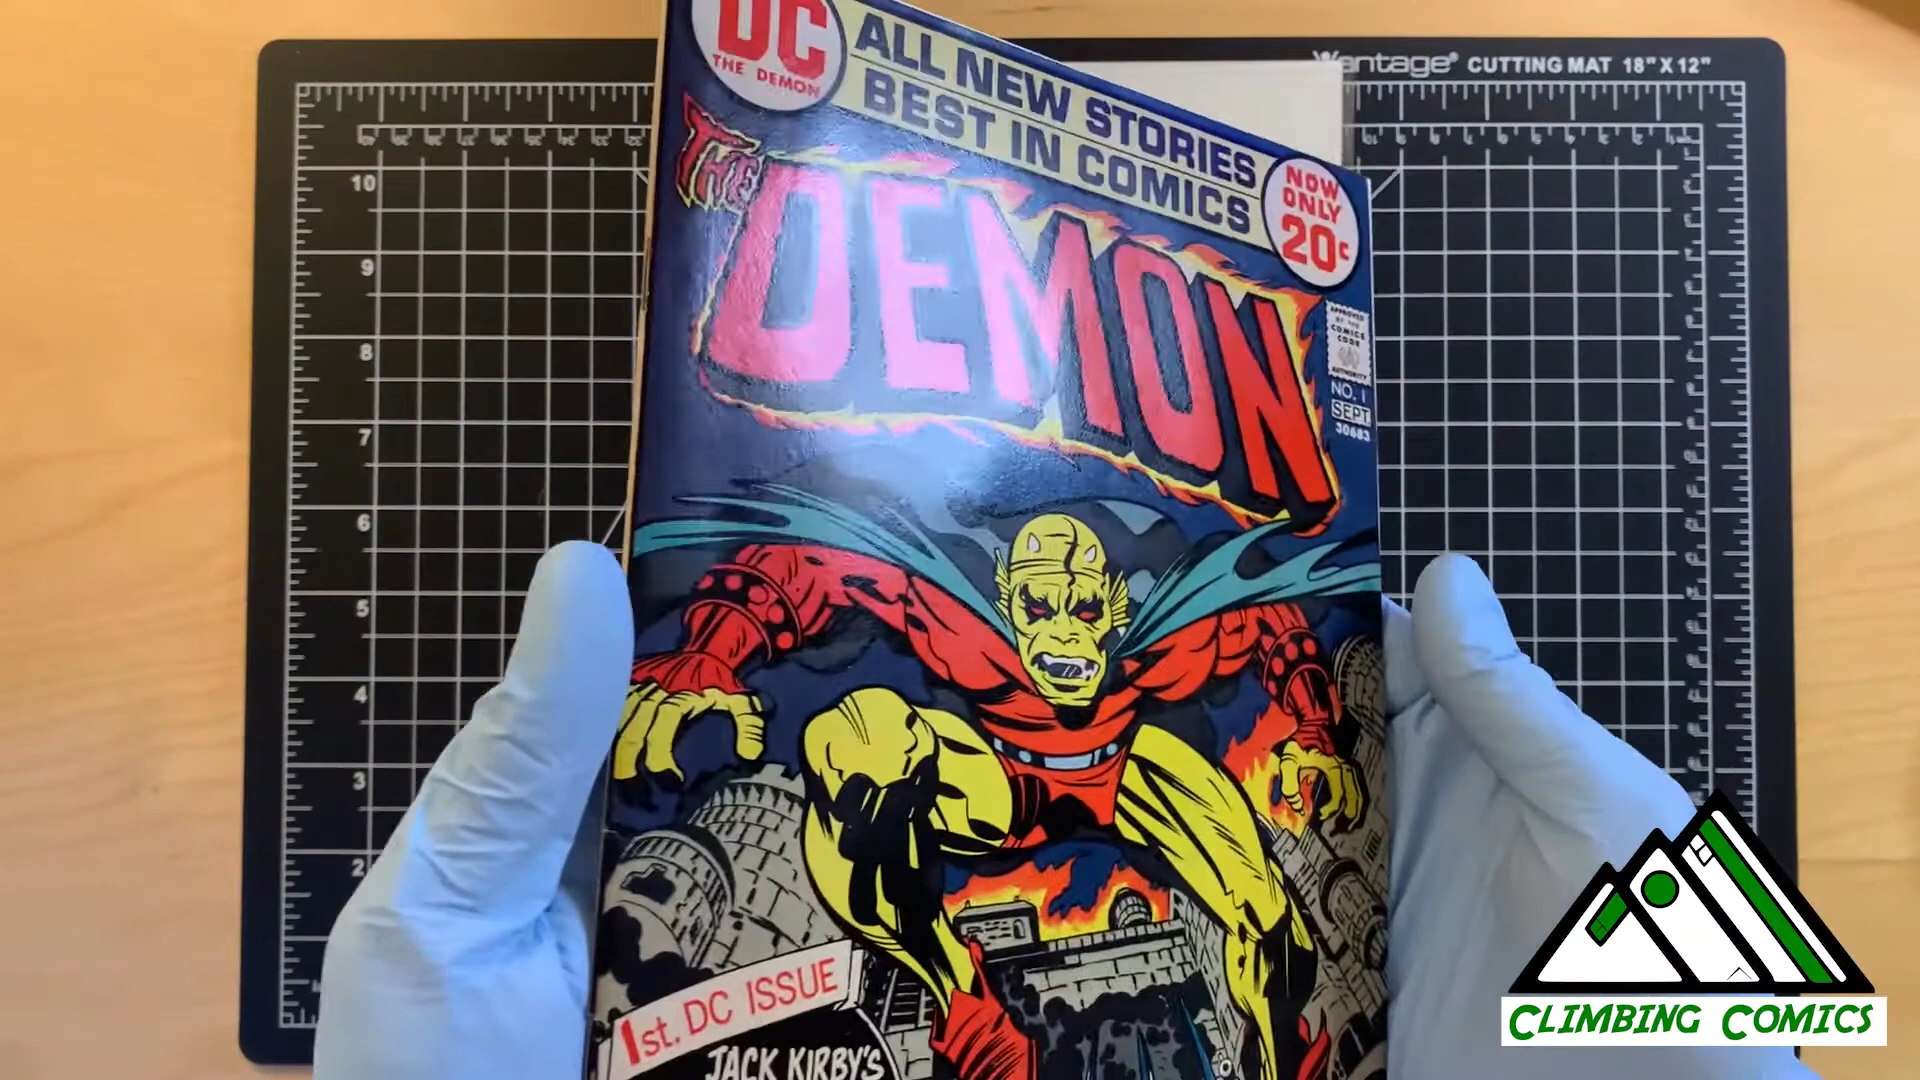 DC
THE DEMON
ALL NEW STORIES
BEST IN COMICS
NOW
ONLY
20¢
THE
DEMON
APPROVED
BY THE
COMICS
CODE
AUTHORITY
NO. 1
SEPT.
30683
1st. DC ISSUE
JACK KIRBY'S
Vantage® CUTTING MAT 18" X 12"
10
9
8
7
6
5
4
3
2
CLIMBING COMICS